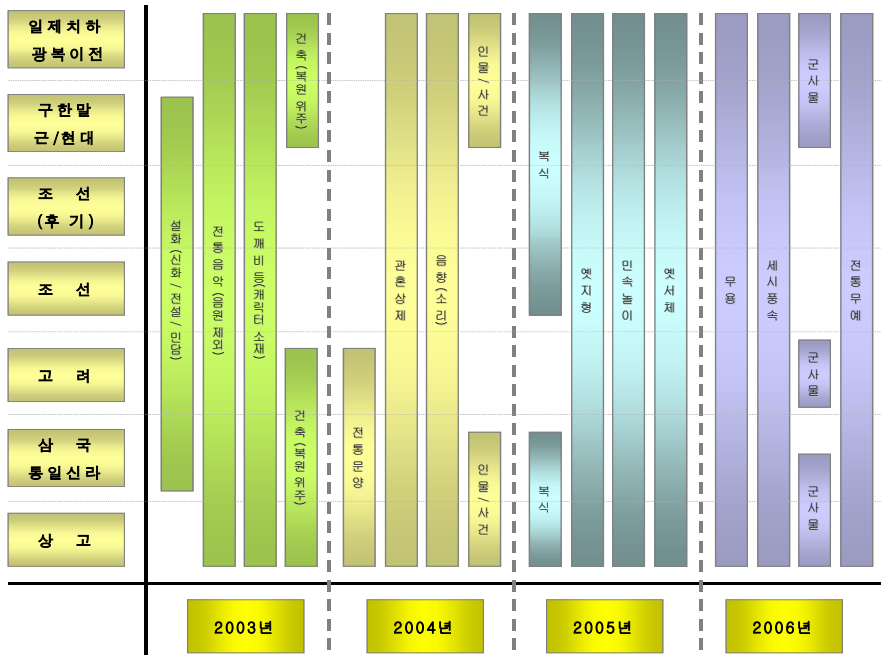 일제치하
광복이전
구한말
근/현대
조 선
(후 기)
조 선
고 려
삼 국
통일신라
상 고
설화(신화/전설/민담)
전통음악(음원제외)
도깨비 등(캐릭터 소재)
건축(복원위주)
건축(복원위주)
전통문양
관혼상제
음향(소리)
인물/사건
인물/사건
복식
복식
옛지형
민속놀이
옛서체
무용
세시풍속
군사물
군사물
군사물
전통무예
2003년
2004년
2005년
2006년